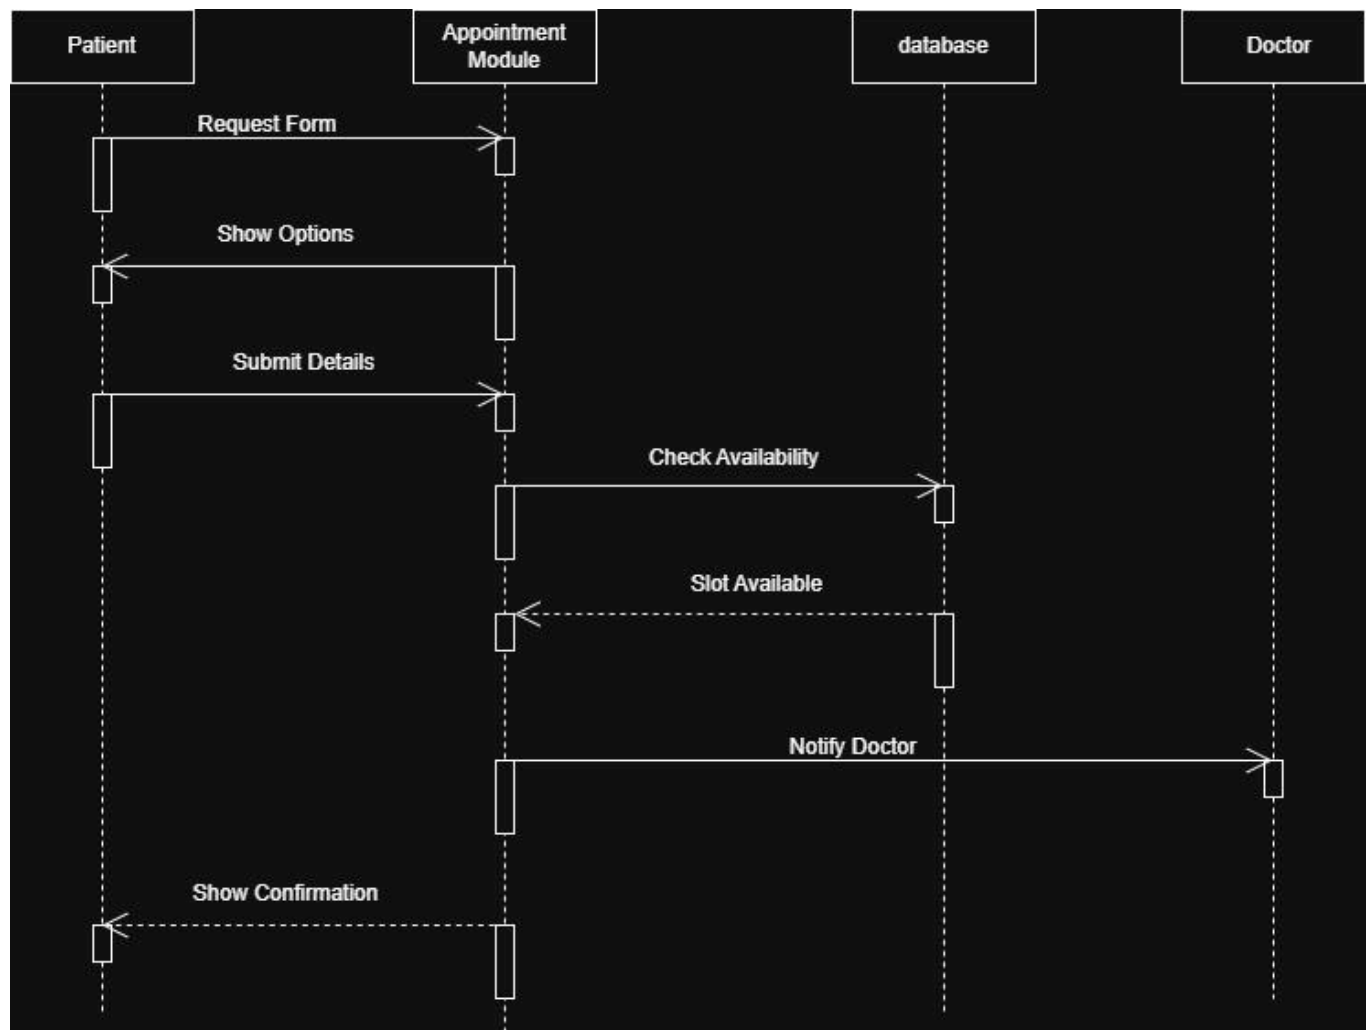 Patient
Appointment
Module
database
Doctor
Request Form
Show Options
Submit Details
Check Availability
Slot Available
Notify Doctor
Show Confirmation